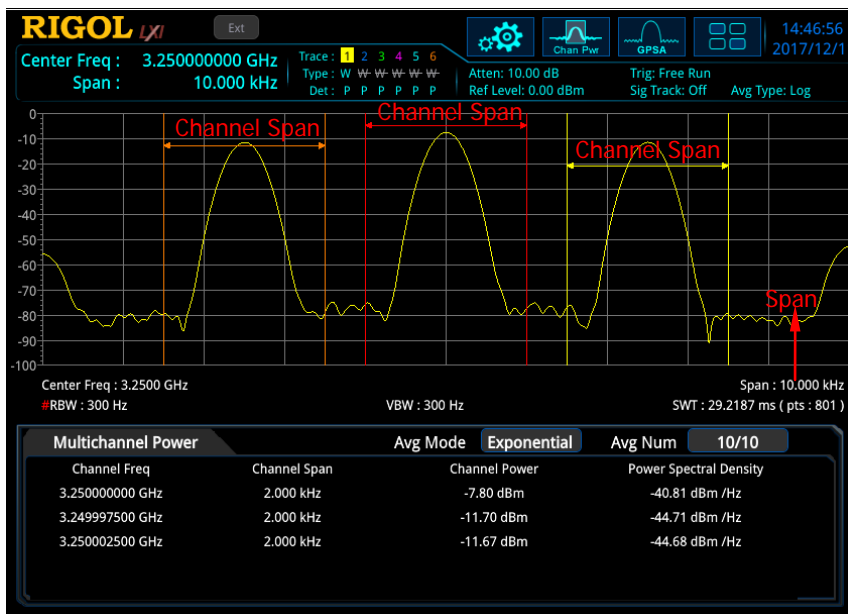 RIGOL LXI Ext Chan Pwr GPSA 14:46:56
2017/12/1
Center Freq : 3.250000000 GHz
Span : 10.000 kHz
Trace : 1 2 3 4 5 6
Type : W W W W W W
Det : P P P P P P
Atten: 10.00 dB
Ref Level: 0.00 dBm
Trig: Free Run
Sig Track: Off
Avg Type: Log
0
-10
-20
-30
-40
-50
-60
-70
-80
-90
-100
Channel Span
Channel Span
Channel Span
Span
Center Freq : 3.2500 GHz Span : 10.000 kHz
#RBW : 300 Hz VBW : 300 Hz SWT : 29.2187 ms ( pts : 801 )
Multichannel Power Avg Mode Exponential Avg Num 10/10
Channel Freq Channel Span Channel Power Power Spectral Density
3.250000000 GHz 2.000 kHz -7.80 dBm -40.81 dBm /Hz
3.249997500 GHz 2.000 kHz -11.70 dBm -44.71 dBm /Hz
3.250002500 GHz 2.000 kHz -11.67 dBm -44.68 dBm /Hz